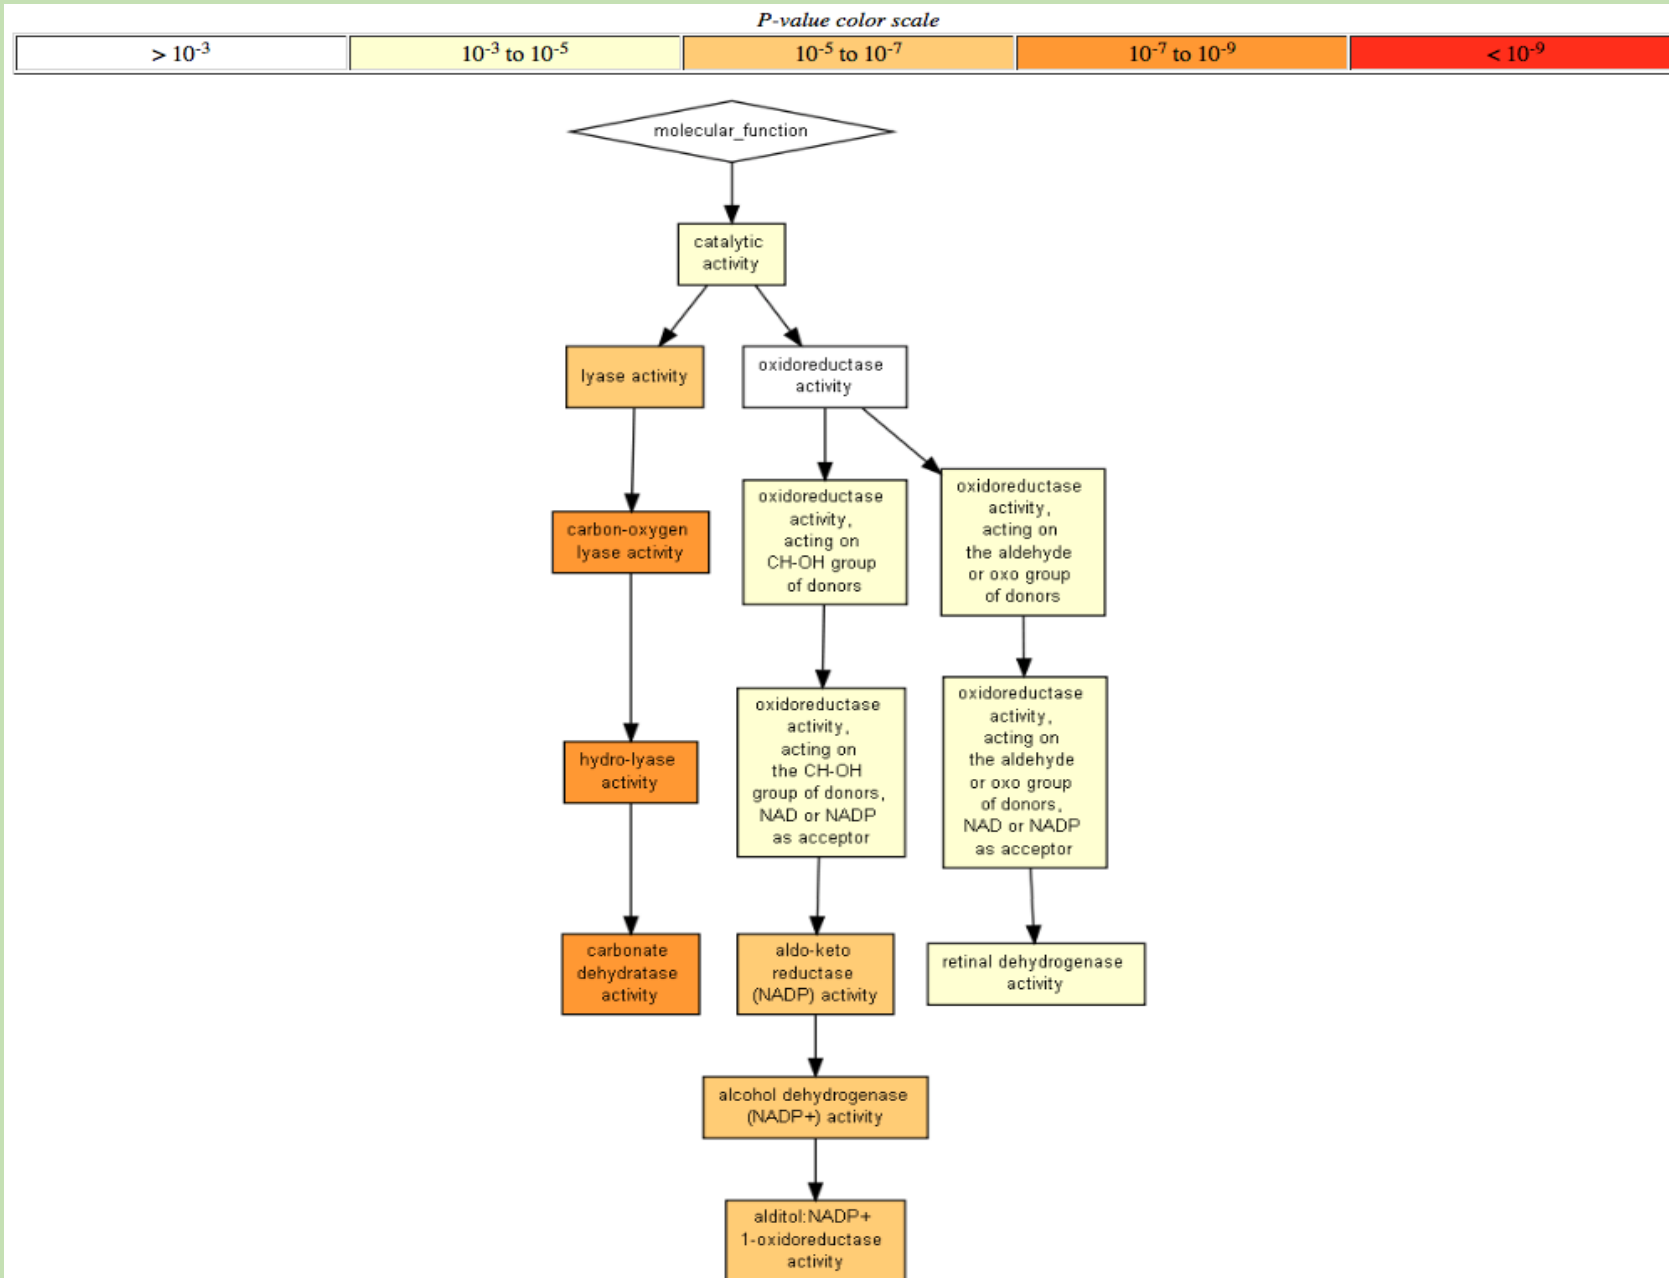 P-value color scale
> 10-3
10-3 to 10-5
10-5 to 10-7
10-7 to 10-9
< 10-9
molecular_function
catalytic
activity
lyase activity
oxidoreductase
activity
carbon-oxygen
lyase activity
oxidoreductase
activity,
acting on
CH-OH group
of donors
oxidoreductase
activity,
acting on
the aldehyde
or oxo group
of donors
hydro-lyase
activity
oxidoreductase
activity,
acting on
the CH-OH
group of donors,
NAD or NADP
as acceptor
oxidoreductase
activity,
acting on
the aldehyde
or oxo group
of donors,
NAD or NADP
as acceptor
carbonate
dehydratase
activity
aldo-keto
reductase
(NADP) activity
retinal dehydrogenase
activity
alcohol dehydrogenase
(NADP+) activity
alditol:NADP+
1-oxidoreductase
activity